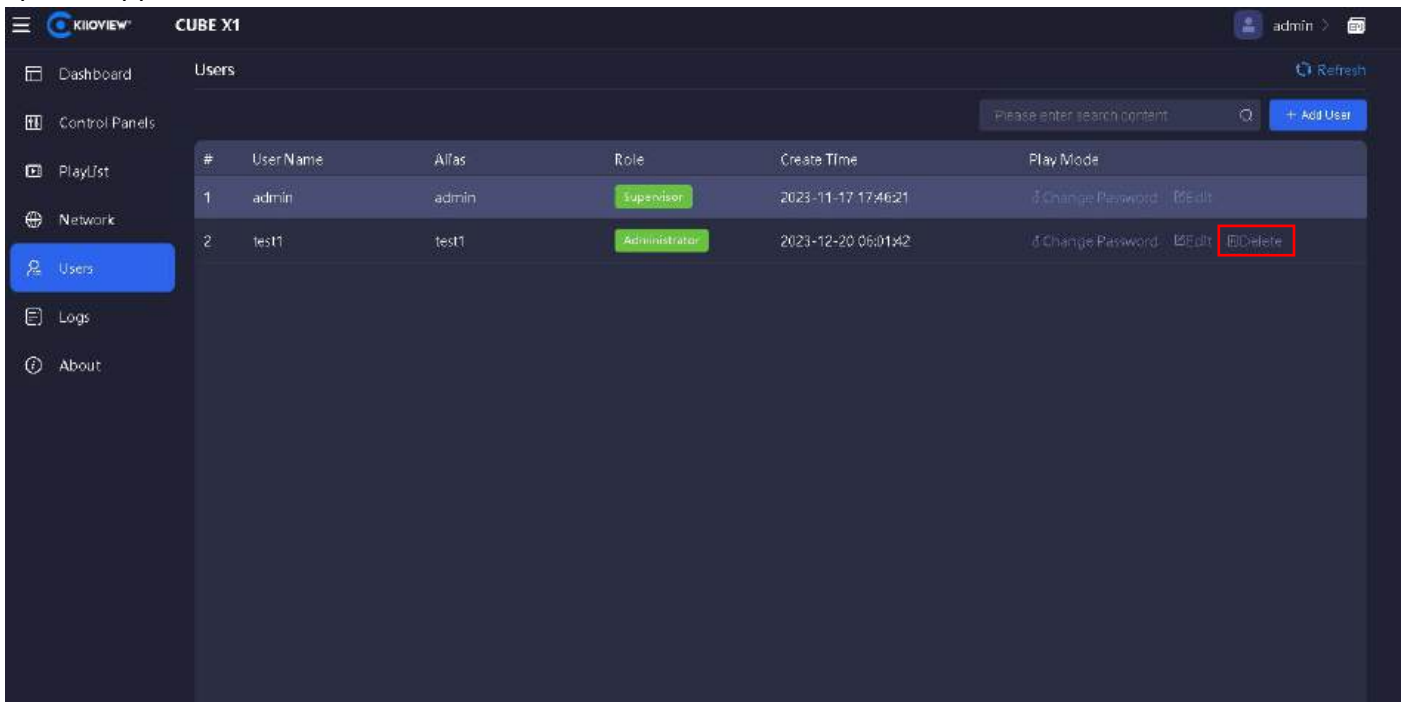 KILOVIEW CUBE X1 admin >
Dashboard
Control Panels
PlayList
Network
Users
Logs
About
Users Refresh
Please enter search content + Add User
# User Name Alias Role Create Time Play Mode
1 admin admin Supervisor 2023-11-17 17:46:21 Change Password Edit
2 test1 test1 Administrator 2023-12-20 06:01:42 Change Password Edit Delete